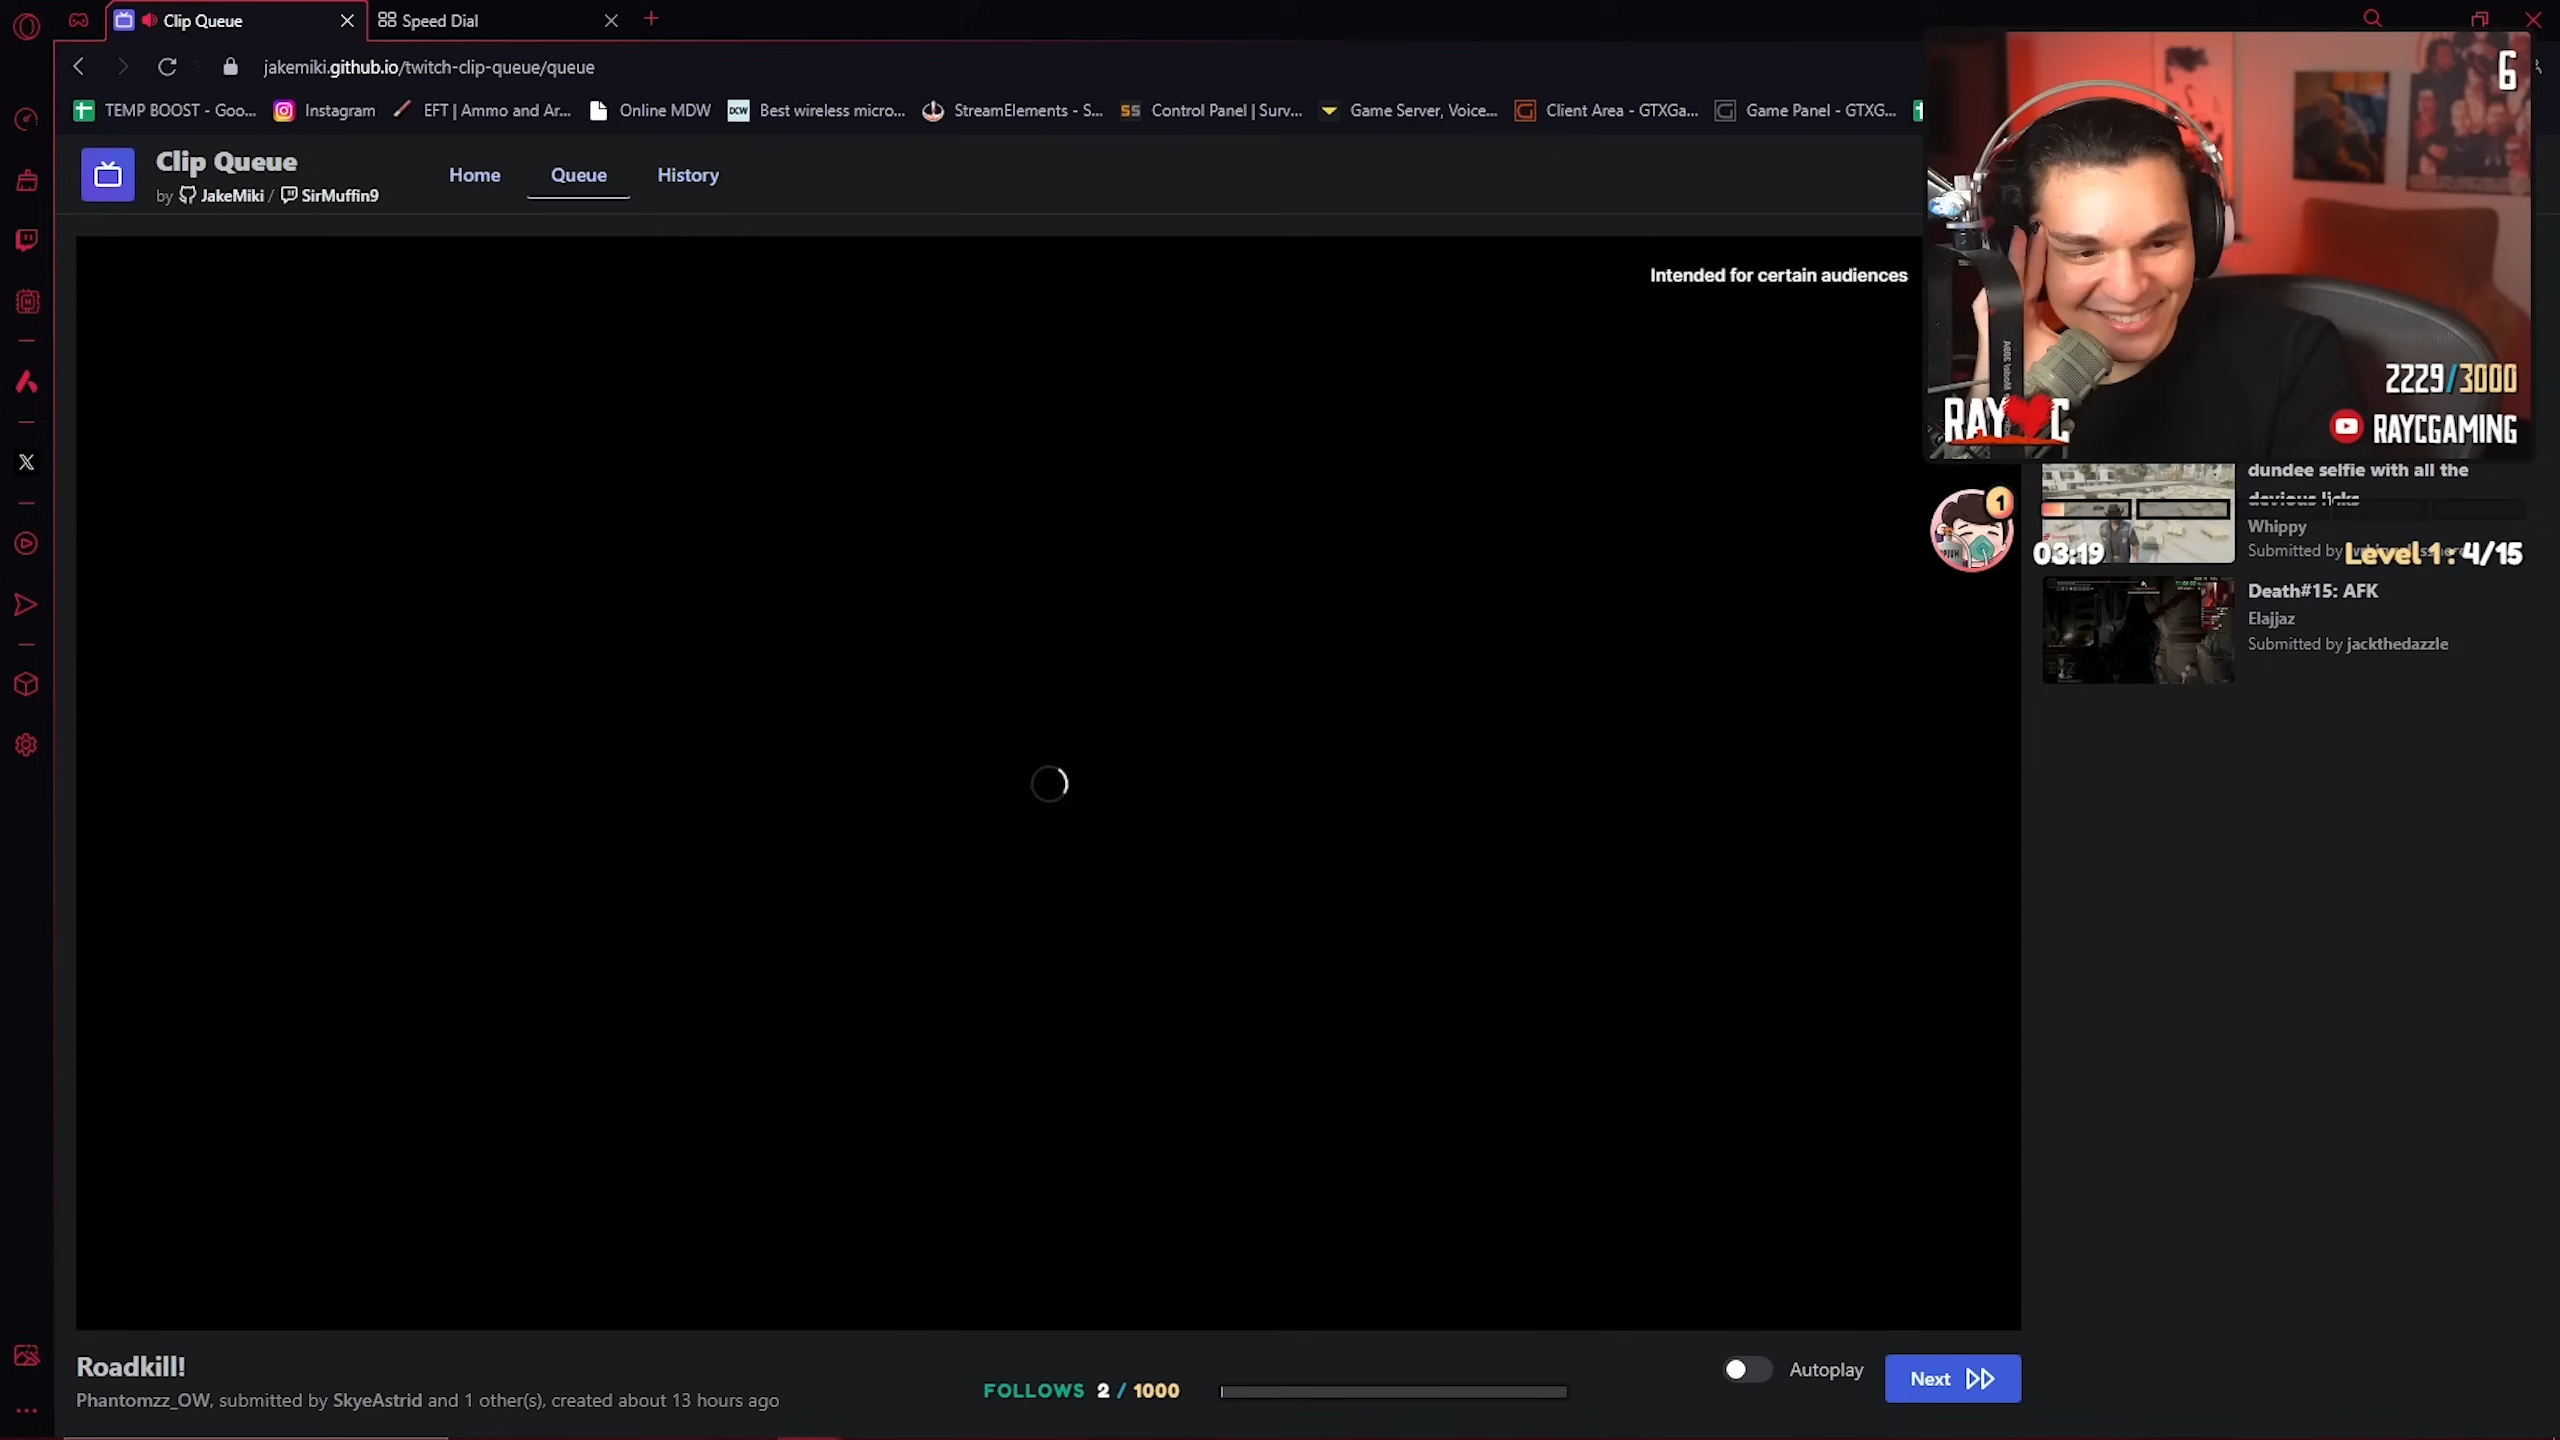 Clip Queue
Speed Dial
jakemiki.github.io/twitch-clip-queue/queue
TEMP BOOST - Goo...
Instagram
EFT | Ammo and Ar...
Online MDW
DCW
Best wireless micro...
StreamElements - S...
SS
Control Panel | Surv...
Game Server, Voice...
Client Area - GTXGa...
Game Panel - GTXG...
Clip Queue
by JakeMiki / SirMuffin9
Home
Queue
History
6
Intended for certain audiences
2229/3000
RAY C
RAYCGAMING
dundee selfie with all the
devious licks
Whippy
1
03:19
Submitted by
Level 1 : 4/15
Death#15: AFK
Elajjaz
Submitted by jackthedazzle
Roadkill!
Phantomzz_OW, submitted by SkyeAstrid and 1 other(s), created about 13 hours ago
FOLLOWS 2 / 1000
Autoplay
Next